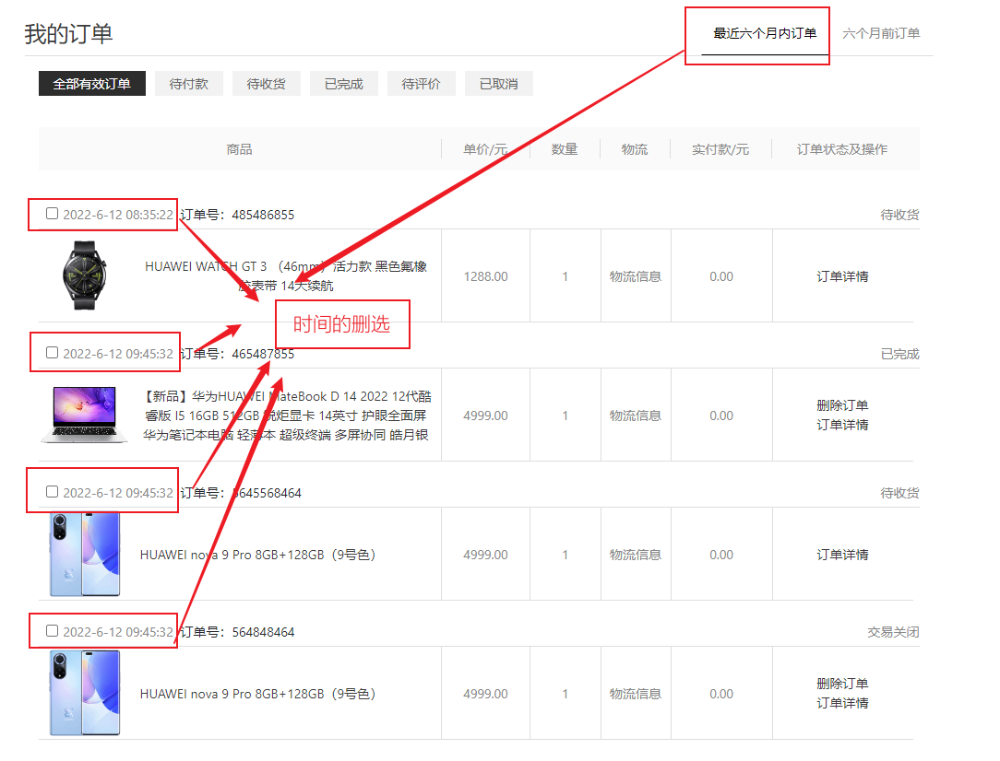 我的订单
最近六个月内订单
六个月前订单
全部有效订单
待付款
待收货
已完成
待评价
已取消
商品
单价/元
数量
物流
实付款/元
订单状态及操作
2022-6-12 08:35:22 订单号：485486855
待收货
HUAWEI WATCH GT 3 （46mm）活力款 黑色氟橡
胶表带 14天续航
1288.00
1
物流信息
0.00
订单详情
时间的删选
2022-6-12 09:45:32 订单号：465487855
已完成
【新品】华为HUAWEI MateBook D 14 2022 12代酷
睿版 I5 16GB 512GB 锐炬显卡 14英寸 护眼全面屏
华为笔记本电脑 轻薄本 超级终端 多屏协同 皓月银
4999.00
1
物流信息
0.00
删除订单
订单详情
2022-6-12 09:45:32 订单号：5645568464
待收货
HUAWEI nova 9 Pro 8GB+128GB（9号色）
4999.00
1
物流信息
0.00
订单详情
2022-6-12 09:45:32 订单号：564848464
交易关闭
HUAWEI nova 9 Pro 8GB+128GB（9号色）
4999.00
1
物流信息
0.00
删除订单
订单详情